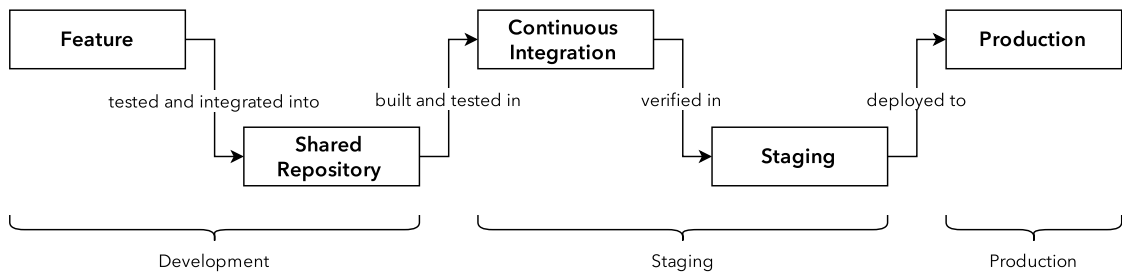 Feature
Continuous
Integration
Production
tested and integrated into
built and tested in
verified in
deployed to
Shared
Repository
Staging
Development
Staging
Production